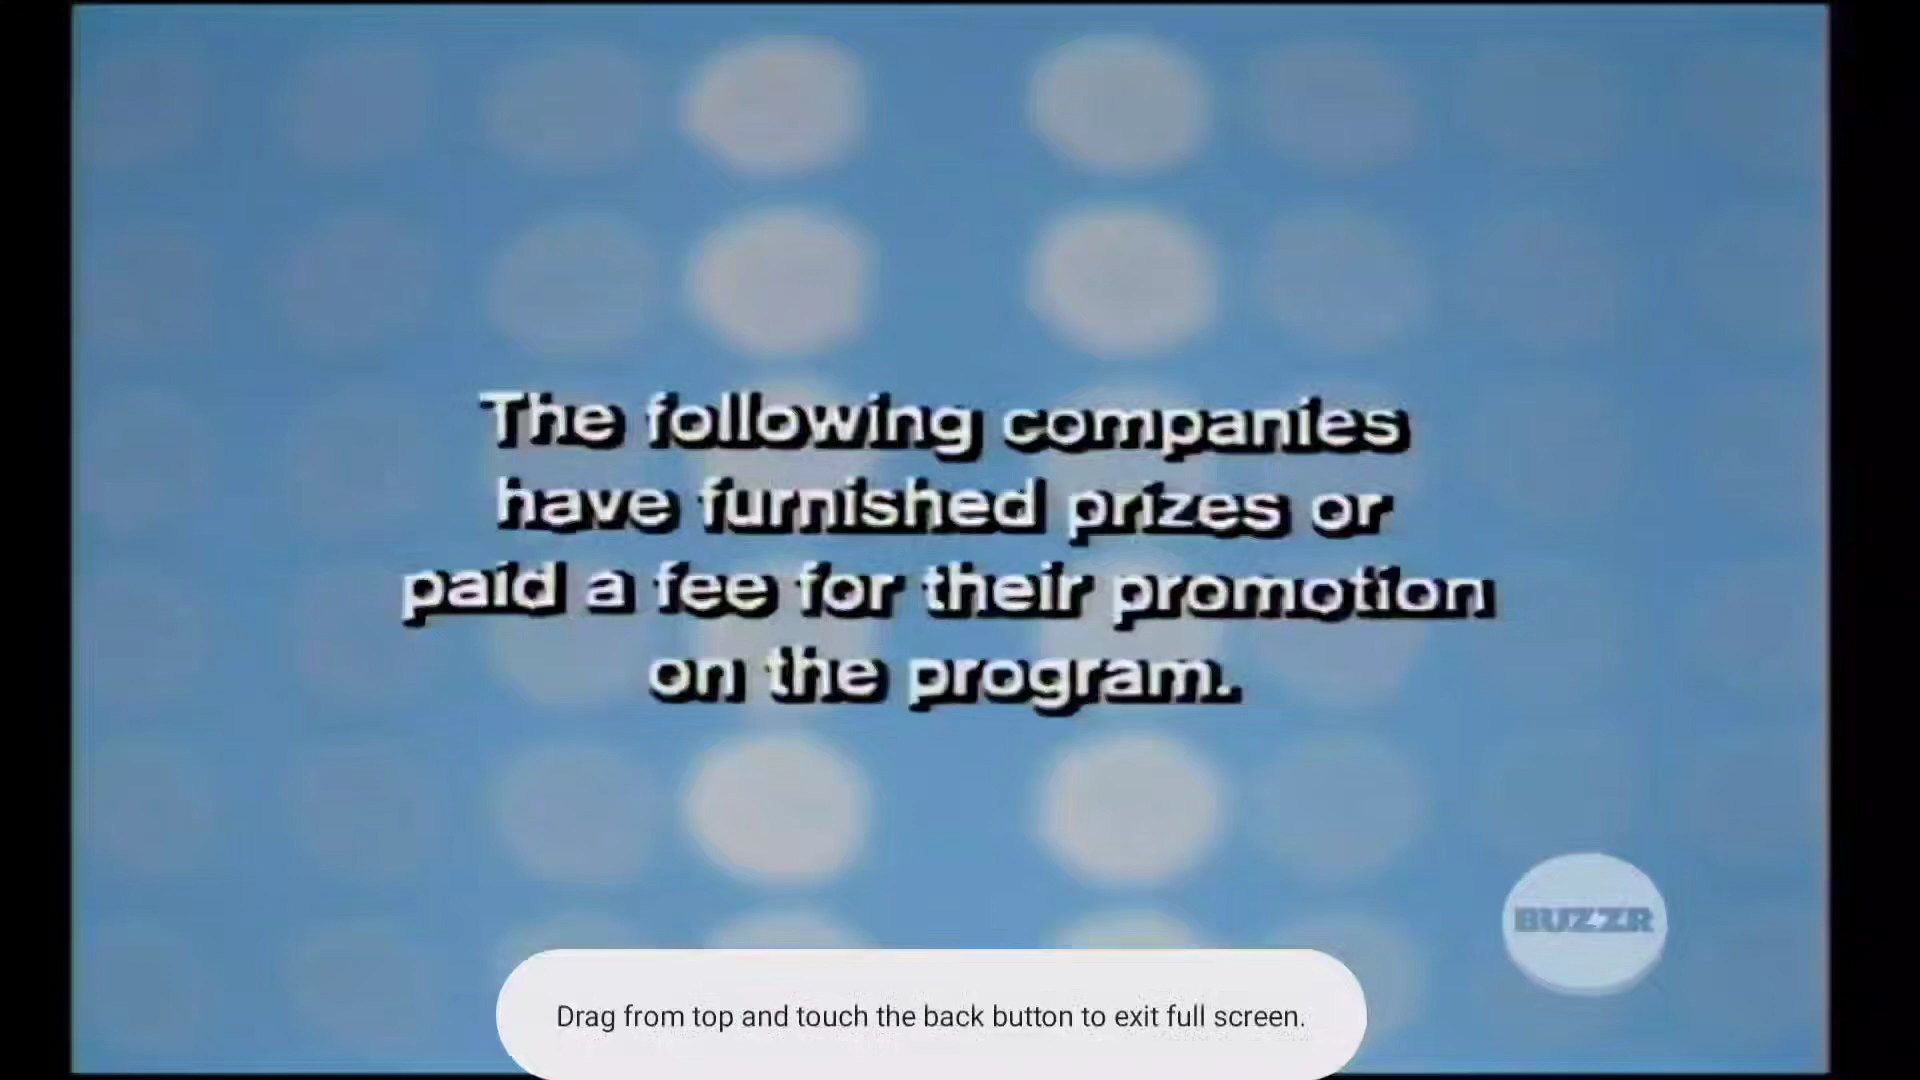 The following companies
have furnished prizes or
paid a fee for their promotion
on the program.
BUZZR
Drag from top and touch the back button to exit full screen.